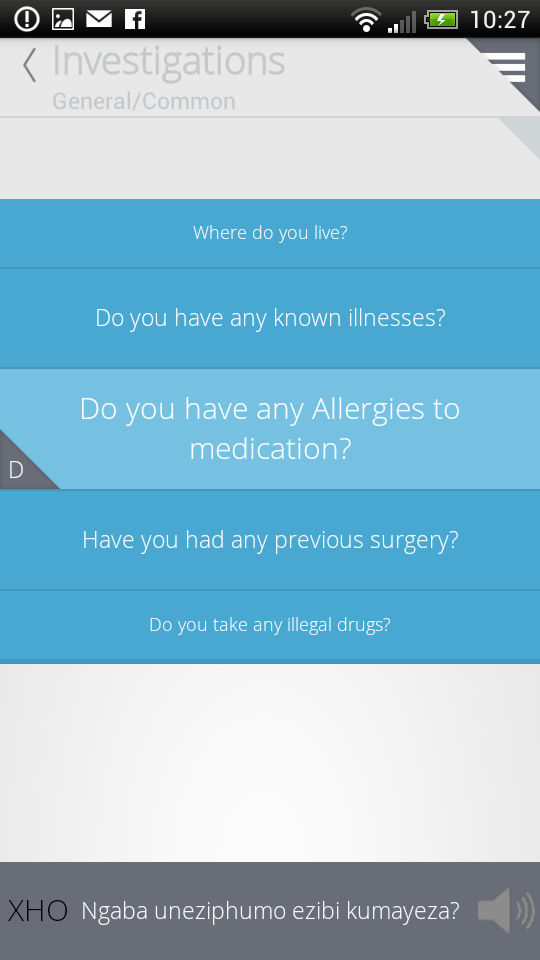 10:27
Investigations
General/Common
Where do you live?
Do you have any known illnesses?
Do you have any Allergies to
medication?
D
Have you had any previous surgery?
Do you take any illegal drugs?
XHO Ngaba uneziphumo ezibi kumayeza?